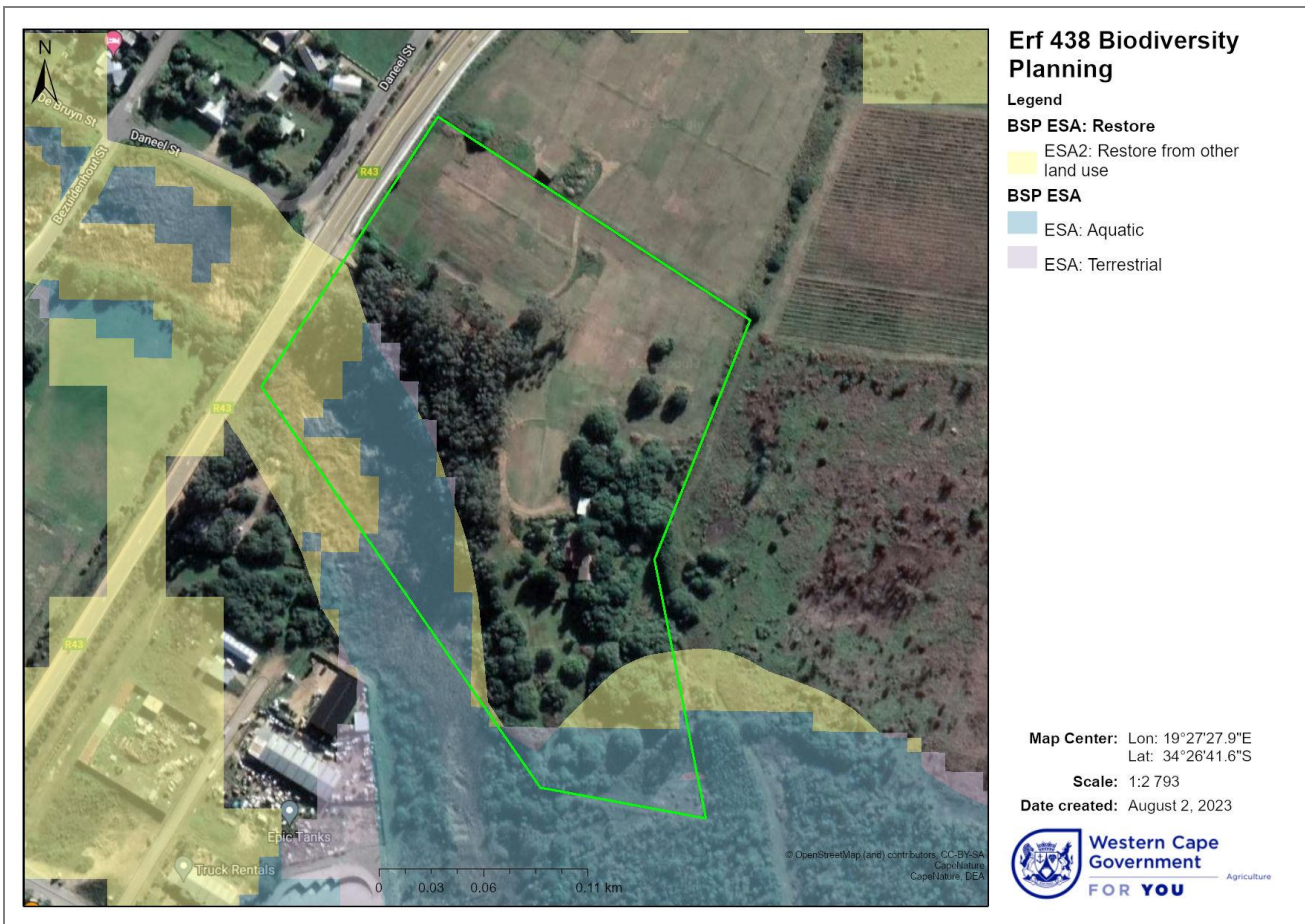 Erf 438 Biodiversity
Planning
Legend
BSP ESA: Restore
ESA2: Restore from other
land use
BSP ESA
ESA: Aquatic
ESA: Terrestrial
N
De Bruyn St
Daneel St
Daneel St
Bezuidenhout St
R43
R43
R43
Epic Tanks
Truck Rentals
0 0,03 0,06 0,11 km
© OpenStreetMap (and) contributors, CC-BY-SA
CapeNature
CapeNature, DEA
Map Center: Lon: 19°27'27.9"E
Lat: 34°26'41.6"S
Scale: 1:2 793
Date created: August 2, 2023
Western Cape
Government
Agriculture
FOR YOU